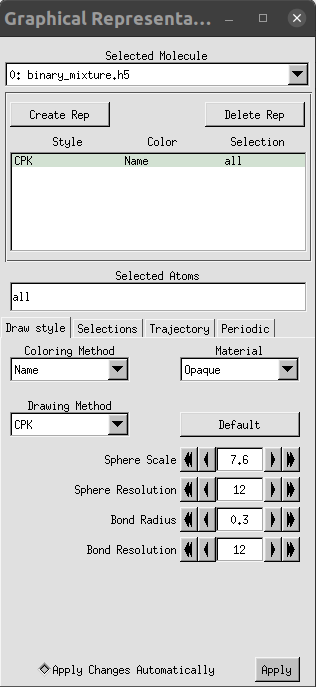 Graphical Representa...
Selected Molecule
0: binary_mixture.h5
Create Rep Delete Rep
Style Color Selection
CPK Name all
Selected Atoms
all
Draw style Selections Trajectory Periodic
Coloring Method Material
Name Opaque
Drawing Method
CPK Default
Sphere Scale 7.6
Sphere Resolution 12
Bond Radius 0.3
Bond Resolution 12
Apply Changes Automatically Apply